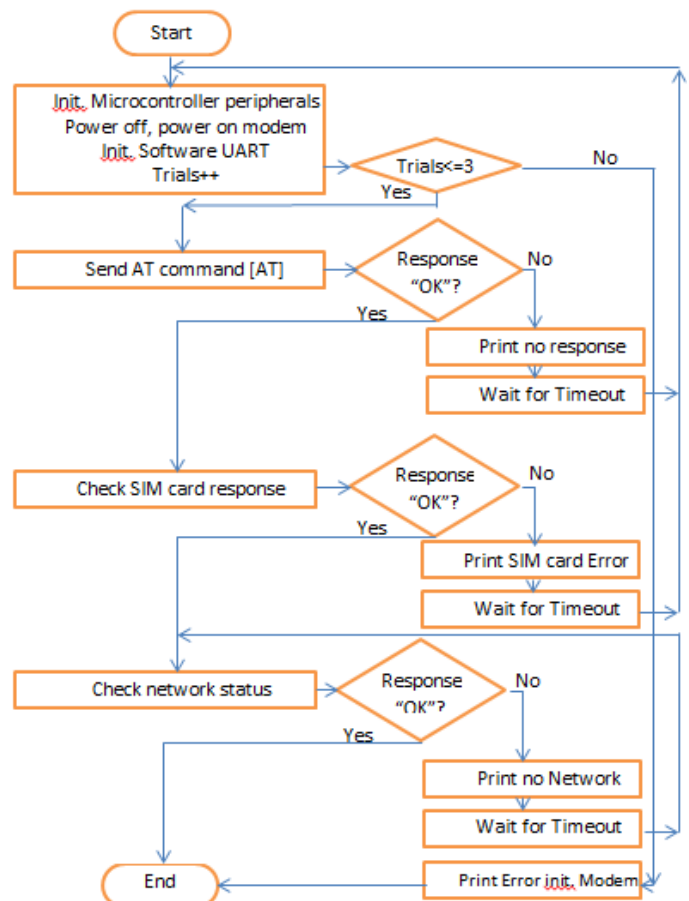 Start
Init. Microcontroller peripherals
Power off, power on modem
Init. Software UART
Trials++
Trials<=3
No
Yes
Send AT command [AT]
Response
“OK”?
No
Yes
Print no response
Wait for Timeout
Check SIM card response
Response
“OK”?
No
Yes
Print SIM card Error
Wait for Timeout
Check network status
Response
“OK”?
No
Yes
Print no Network
Wait for Timeout
End
Print Error init. Modem